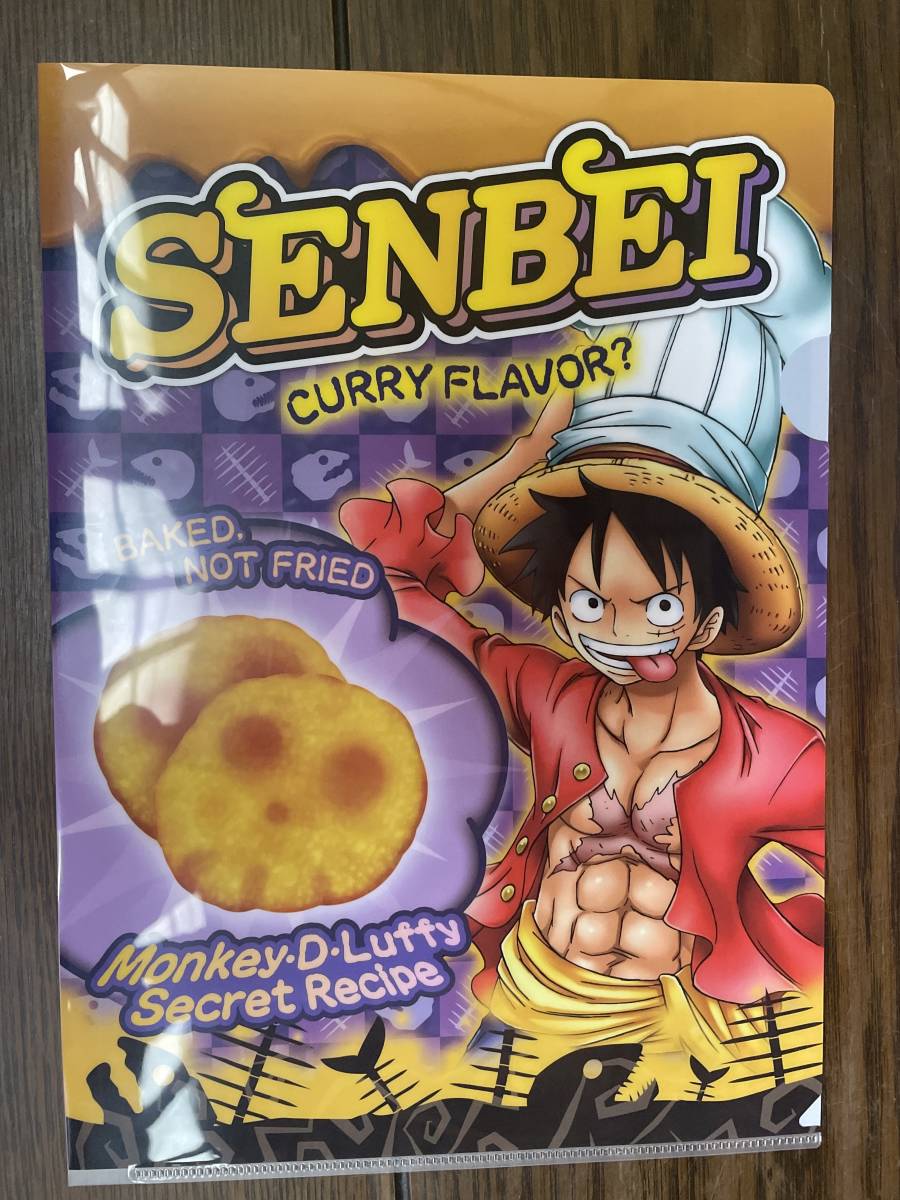 SENBEI
CURRY FLAVOR?
BAKED,
NOT FRIED
Monkey·D·Luffy
Secret Recipe